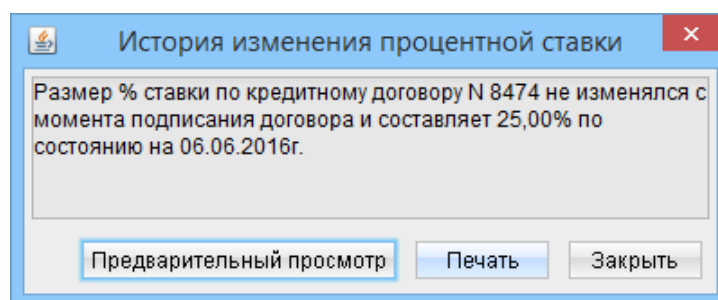 История изменения процентной ставки
Размер % ставки по кредитному договору N 8474 не изменялся с
момента подписания договора и составляет 25,00% по
состоянию на 06.06.2016г.
Предварительный просмотр Печать Закрыть